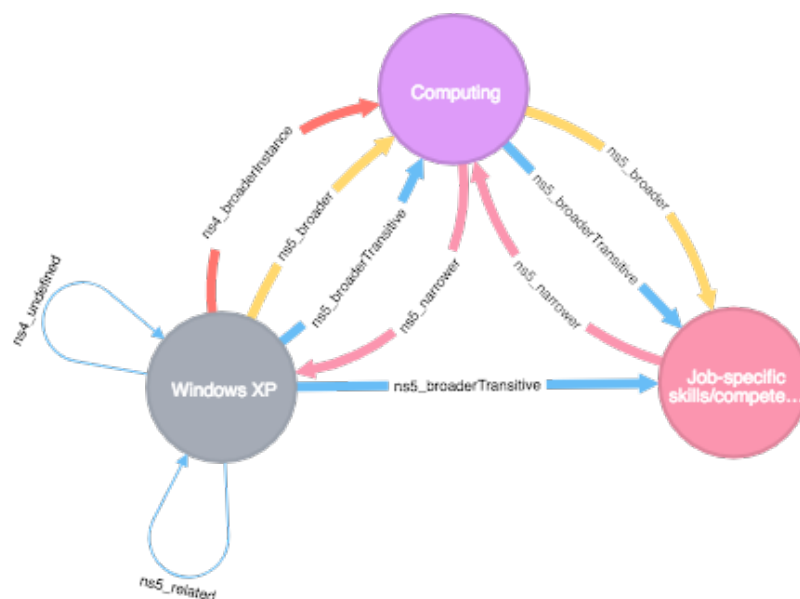 Computing
ns4_broaderInstance
ns5_broader
ns5_broaderTransitive
ns5_narrower
ns5_narrower
ns5_broaderTransitive
ns5_broader
ns4_undefined
Windows XP
ns5_broaderTransitive
Job-specific
skills/compete...
ns5_related